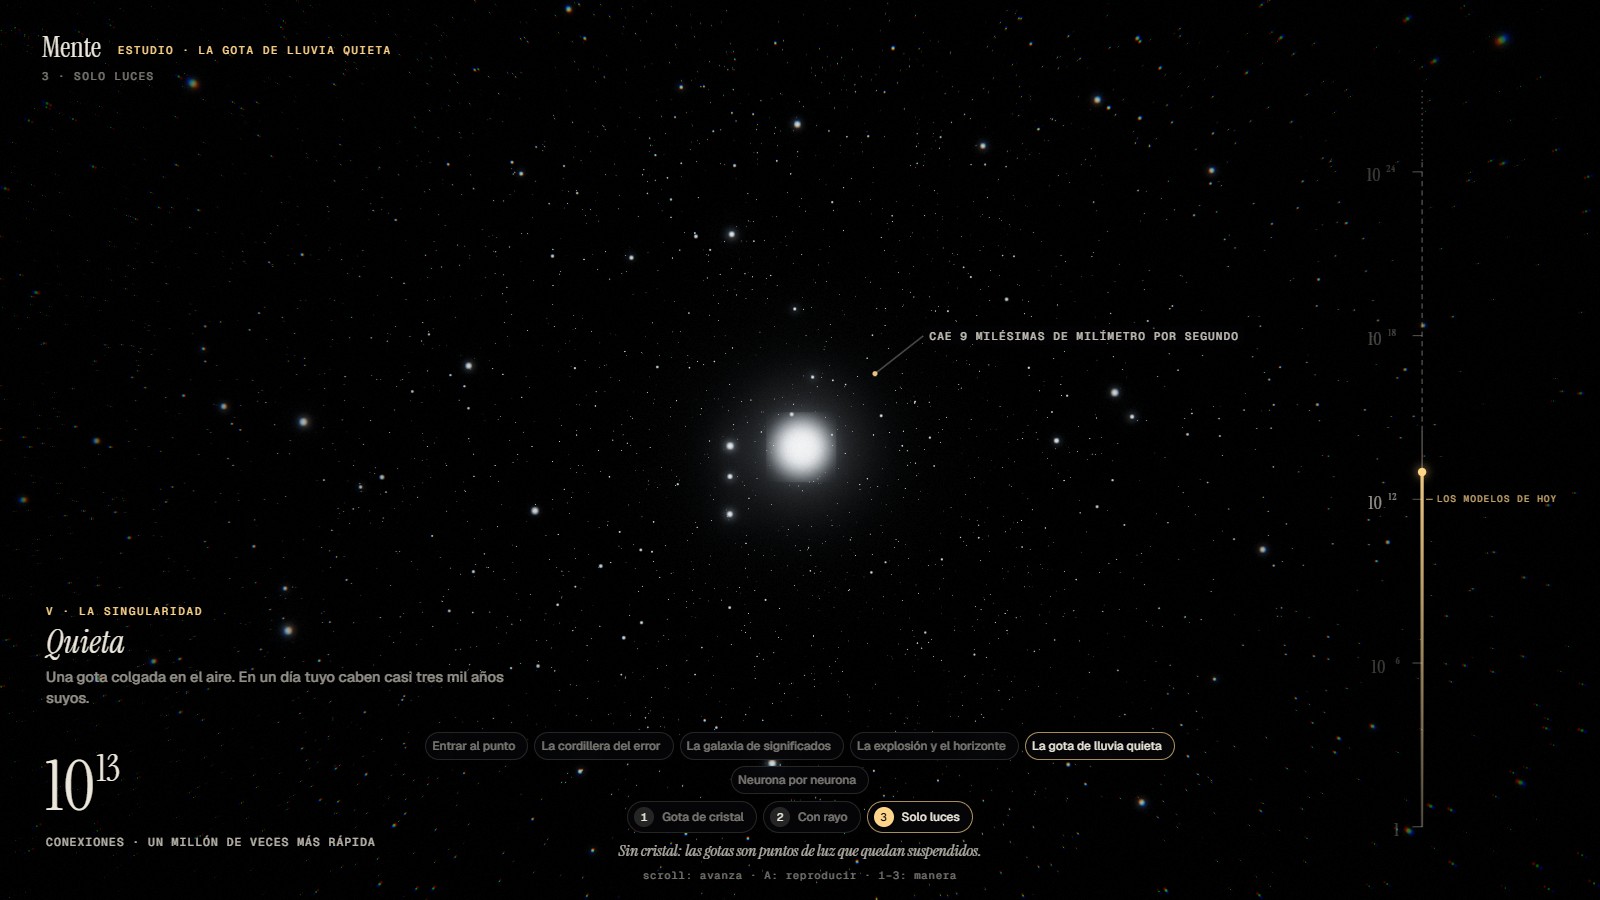 Mente ESTUDIO · LA GOTA DE LLUVIA QUIETA
3 · SOLO LUCES
10 24
CAE 9 MILÉSIMAS DE MILÍMETRO POR SEGUNDO
10 18
10 12 LOS MODELOS DE HOY
V · LA SINGULARIDAD
Quieta
Una gota colgada en el aire. En un día tuyo caben casi tres mil años
suyos.
10 6
Entrar al punto La cordillera del error La galaxia de significados La explosión y el horizonte La gota de lluvia quieta
Neurona por neurona
10 13
1 Gota de cristal 2 Con rayo 3 Solo luces
1
CONEXIONES · UN MILLÓN DE VECES MÁS RÁPIDA
Sin cristal: las gotas son puntos de luz que quedan suspendidos.
scroll: avanza · A: reproducir · 1–3: manera